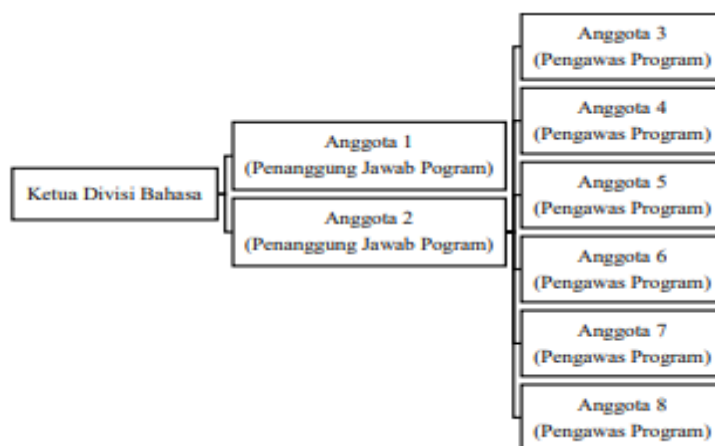 Ketua Divisi Bahasa
Anggota 1
(Penanggung Jawab Pogram)
Anggota 2
(Penanggung Jawab Pogram)
Anggota 3
(Pengawas Program)
Anggota 4
(Pengawas Program)
Anggota 5
(Pengawas Program)
Anggota 6
(Pengawas Program)
Anggota 7
(Pengawas Program)
Anggota 8
(Pengawas Program)